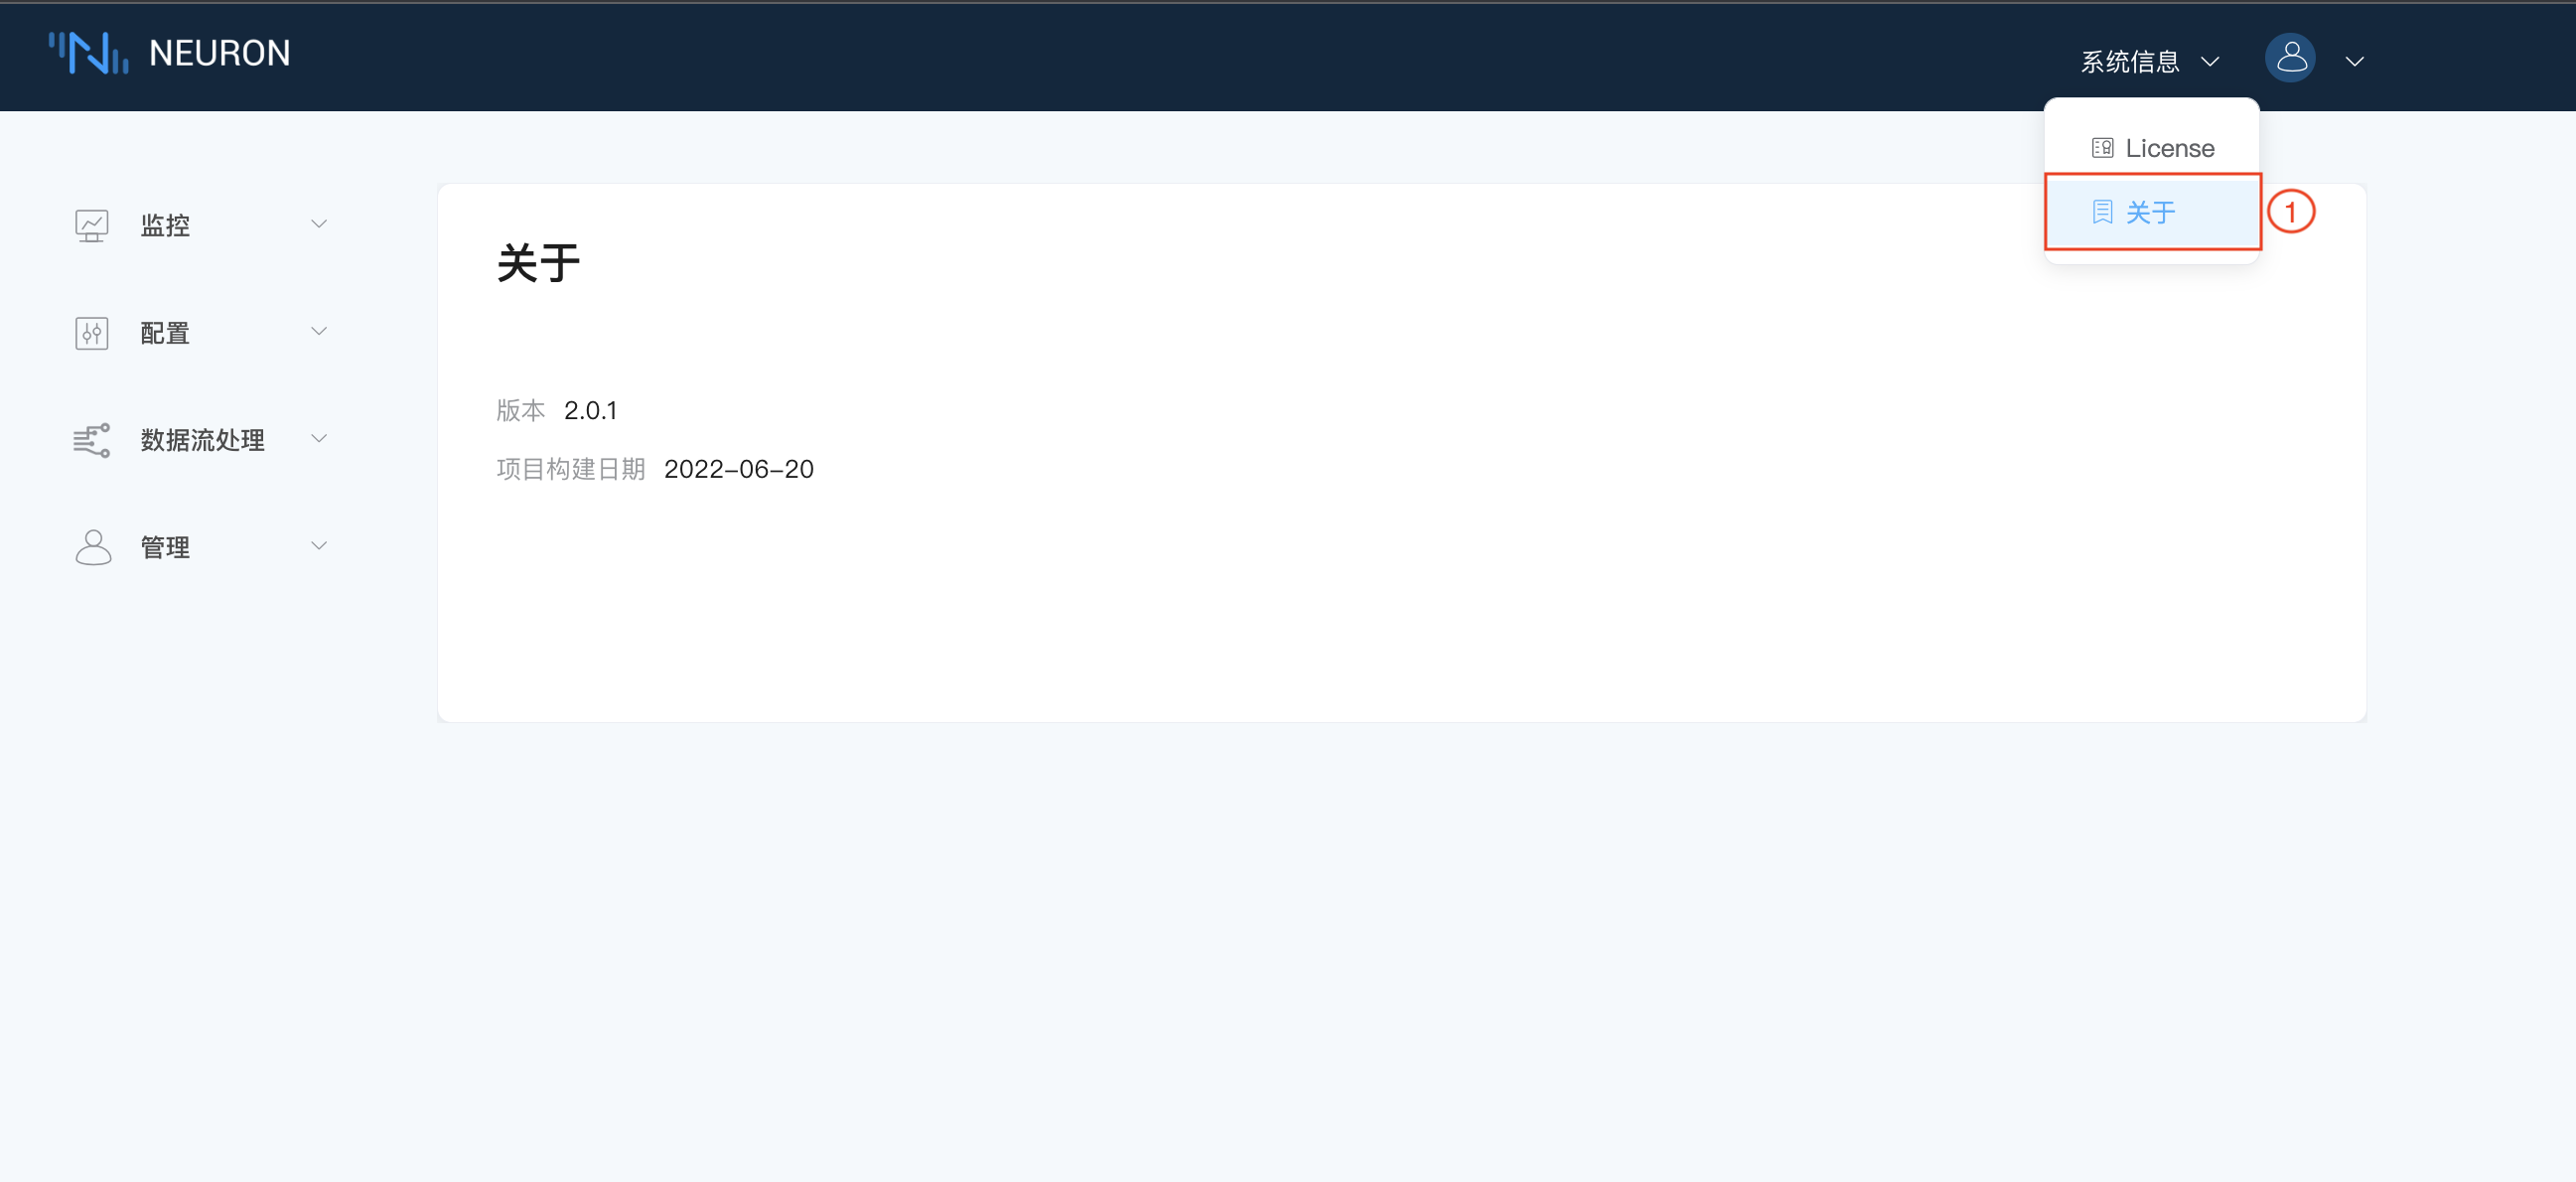 NEURON
系统信息
License
关于
1
监控
配置
数据流处理
管理
关于
版本 2.0.1
项目构建日期 2022-06-20